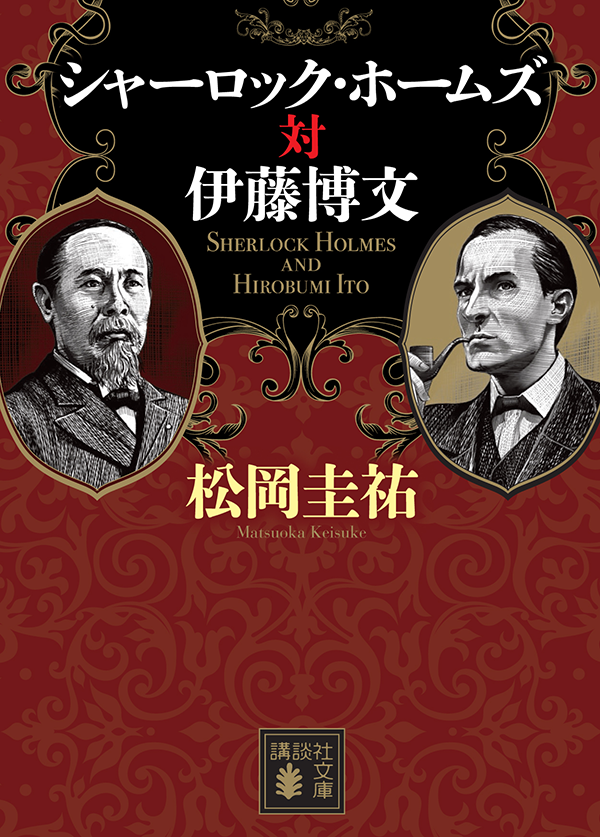 シャーロック・ホームズ
対
伊藤博文
SHERLOCK HOLMES
AND
HIROBUMI ITO
松岡圭祐
Matsuoka Keisuke
講談社
文庫